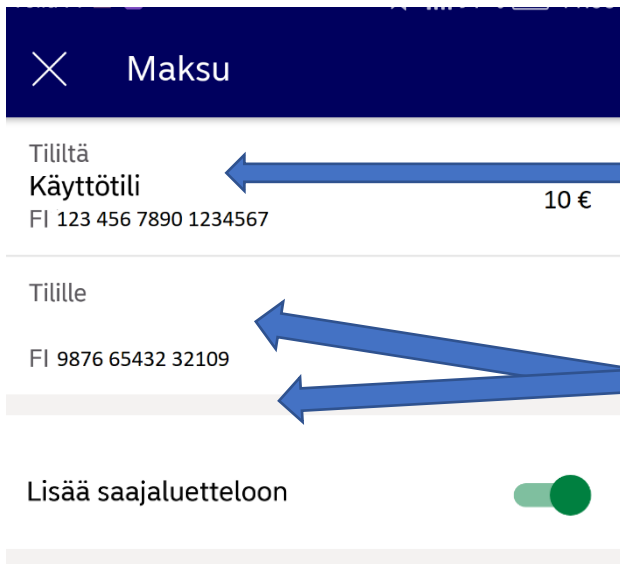 Maksu
Tililtä
Käyttötili
FI 123 456 7890 1234567
10 €
Tilille
FI 9876 65432 32109
Lisää saajaluetteloon